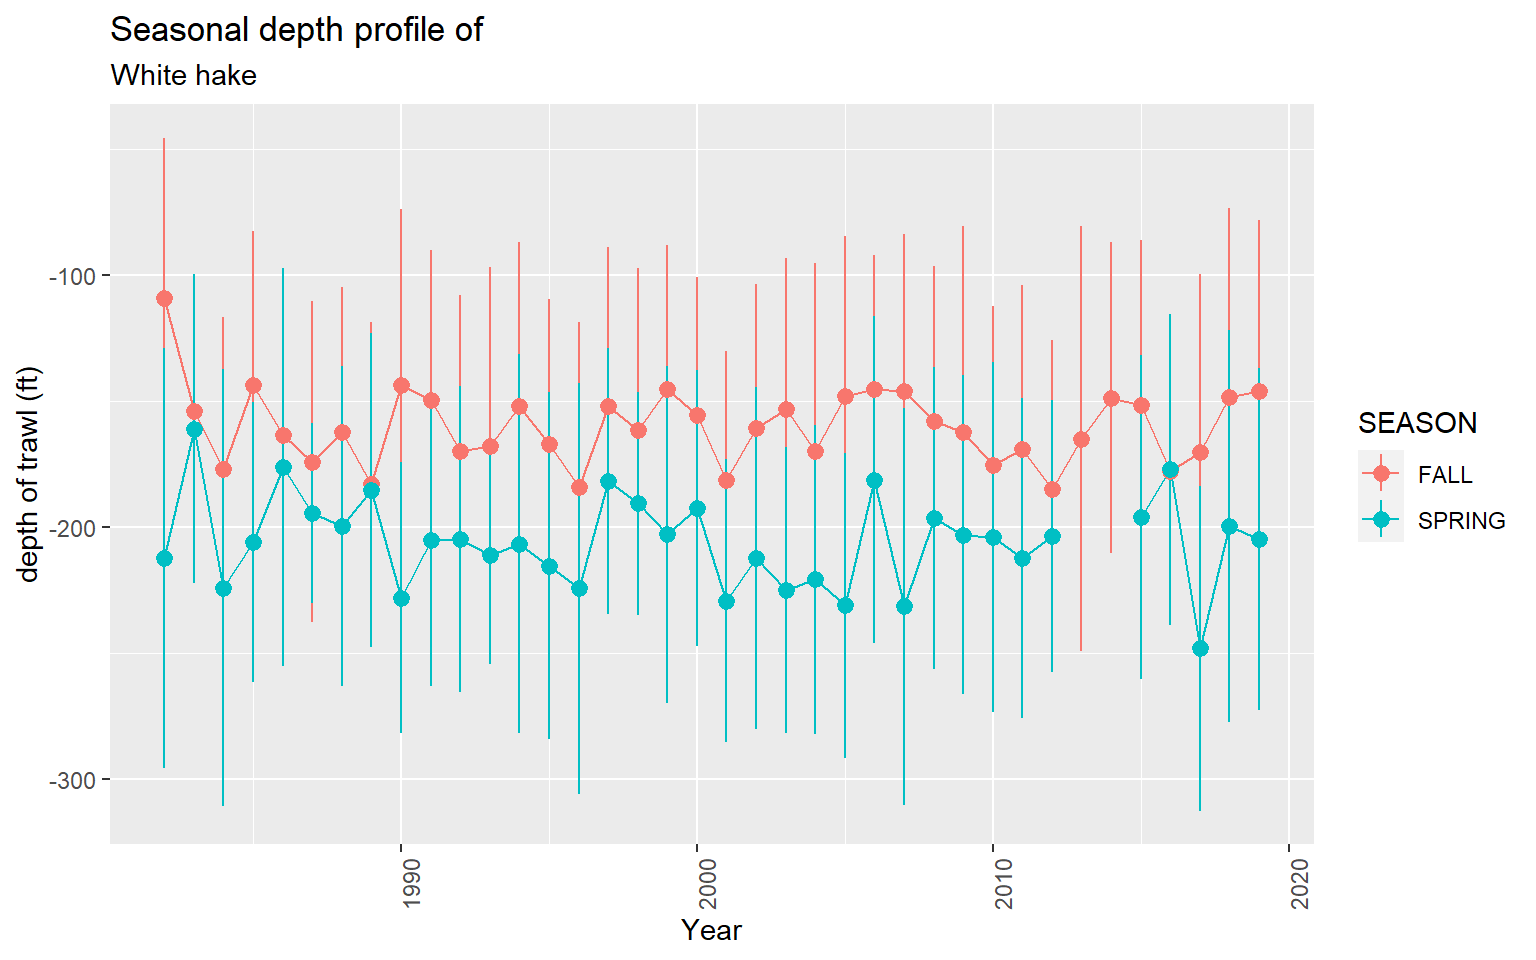 Seasonal depth profile of
White hake
depth of trawl (ft)
-100
-200
-300
1990
2000
2010
2020
Year
SEASON
FALL
SPRING